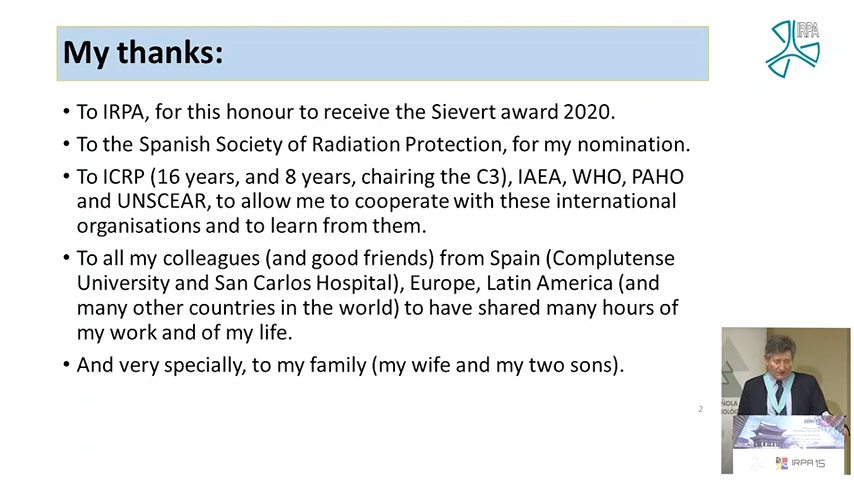 My thanks:
IRPA
• To IRPA, for this honour to receive the Sievert award 2020.
• To the Spanish Society of Radiation Protection, for my nomination.
• To ICRP (16 years, and 8 years, chairing the C3), IAEA, WHO, PAHO
and UNSCEAR, to allow me to cooperate with these international
organisations and to learn from them.
• To all my colleagues (and good friends) from Spain (Complutense
University and San Carlos Hospital), Europe, Latin America (and
many other countries in the world) to have shared many hours of
my work and of my life.
• And very specially, to my family (my wife and my two sons).
2
IRPA15